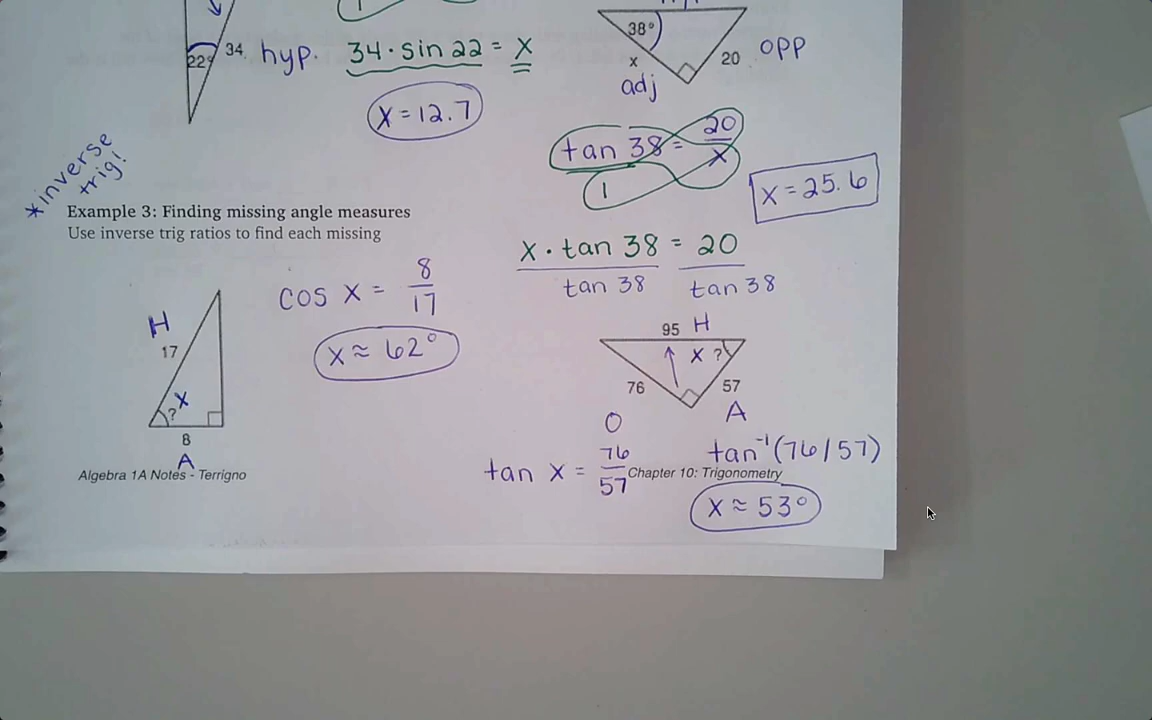 22°
34
hyp.
34 · sin 22 = x
x = 12.7
38°
x
adj
20
opp
tan 38 = 20/x
1
x = 25.6
*inverse
trig!
Example 3: Finding missing angle measures
Use inverse trig ratios to find each missing
x · tan 38 = 20
tan 38 tan 38
H
17
x
?
8
A
cos x = 8/17
x ≈ 62°
95 H
x ?
76
57
O
A
tan x = 76/57
tan⁻¹(76/57)
x ≈ 53°
Algebra 1A Notes - Terrigno
Chapter 10: Trigonometry